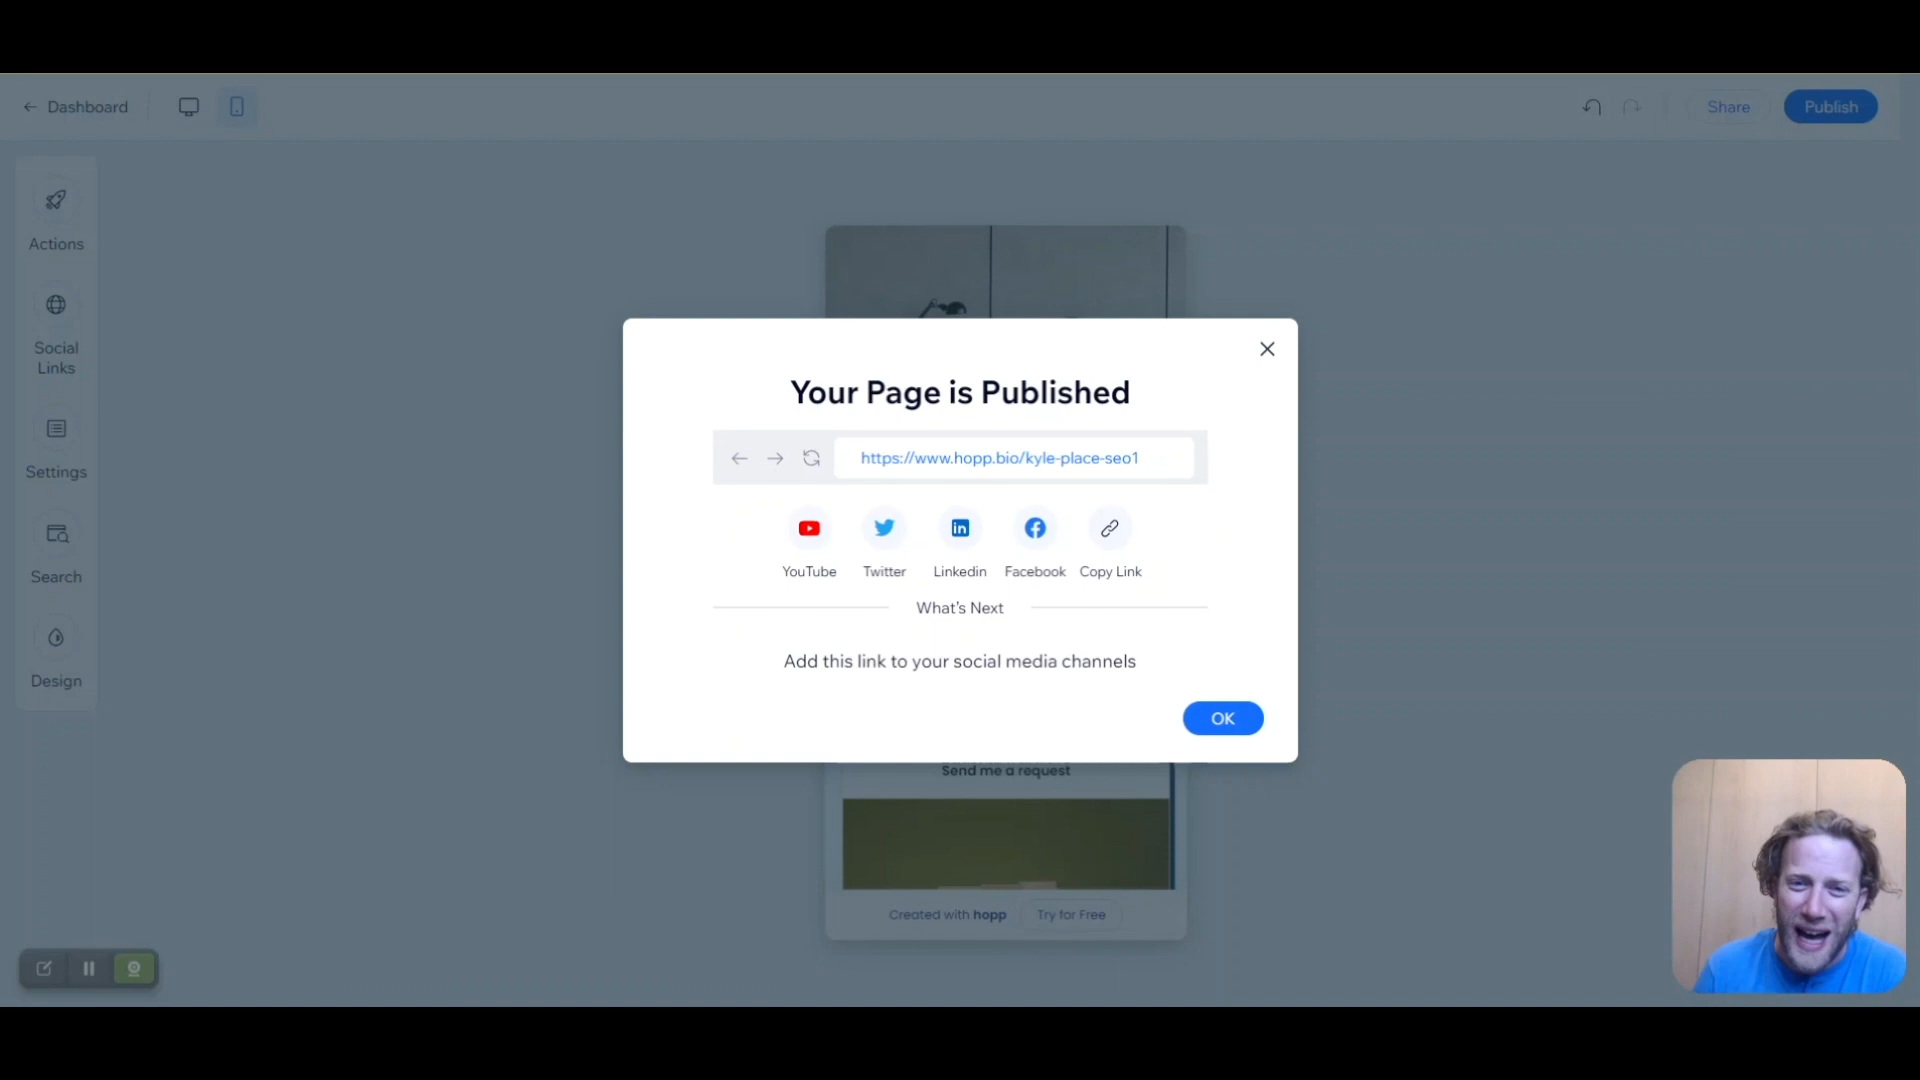 Dashboard
Share
Publish
Actions
Social
Links
Settings
Search
Design
Your Page is Published
https://www.hopp.bio/kyle-place-seo1
YouTube
Twitter
Linkedin
Facebook
Copy Link
What's Next
Add this link to your social media channels
OK
Send me a request
Created with hopp
Try for Free